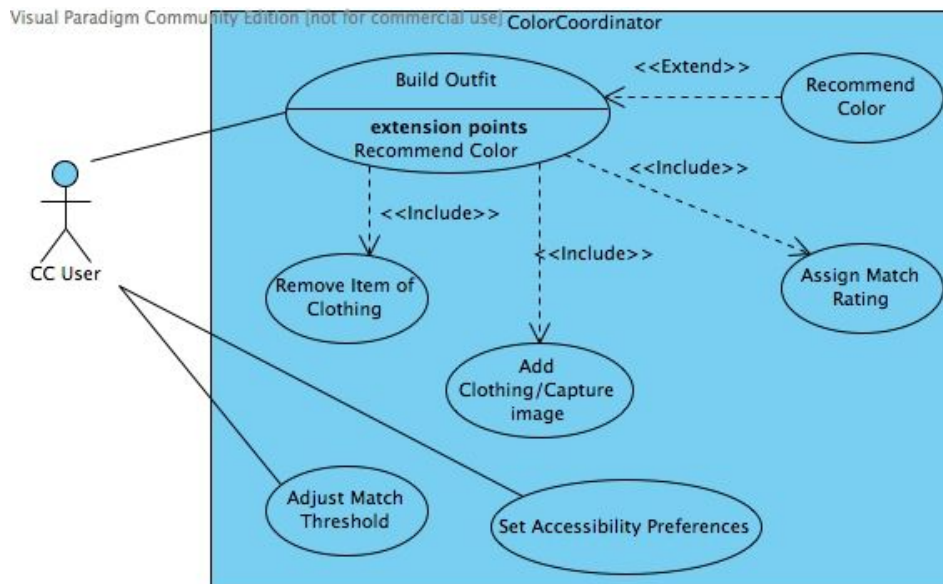 Visual Paradigm Community Edition [not for commercial use]
ColorCoordinator
Build Outfit
extension points
Recommend Color
<<Extend>>
Recommend
Color
<<Include>>
<<Include>>
<<Include>>
CC User
Remove Item of
Clothing
Assign Match
Rating
Add
Clothing/Capture
image
Adjust Match
Threshold
Set Accessibility Preferences